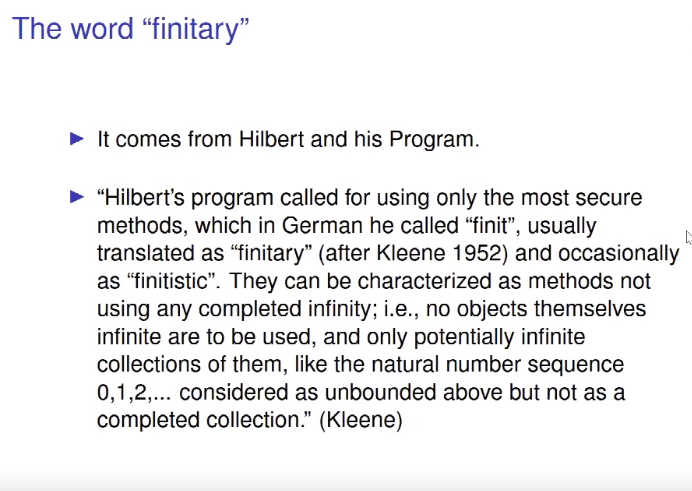 The word “finitary”
It comes from Hilbert and his Program.
“Hilbert’s program called for using only the most secure
methods, which in German he called “finit”, usually
translated as “finitary” (after Kleene 1952) and occasionally
as “finitistic”. They can be characterized as methods not
using any completed infinity; i.e., no objects themselves
infinite are to be used, and only potentially infinite
collections of them, like the natural number sequence
0,1,2,... considered as unbounded above but not as a
completed collection.” (Kleene)